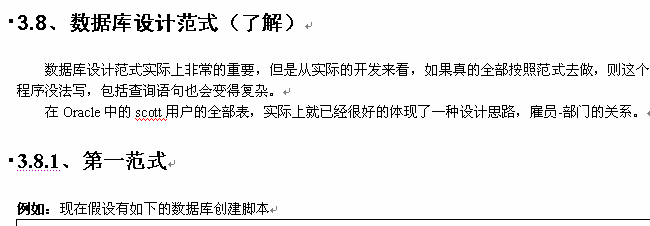 3.8、数据库设计范式（了解）
数据库设计范式实际上非常的重要，但是从实际的开发来看，如果真的全部按照范式去做，则这个
程序没法写，包括查询语句也会变得复杂。
在 Oracle 中的 scott 用户的全部表，实际上就已经很好的体现了一种设计思路，雇员-部门的关系。
3.8.1、第一范式
例如：现在假设有如下的数据库创建脚本